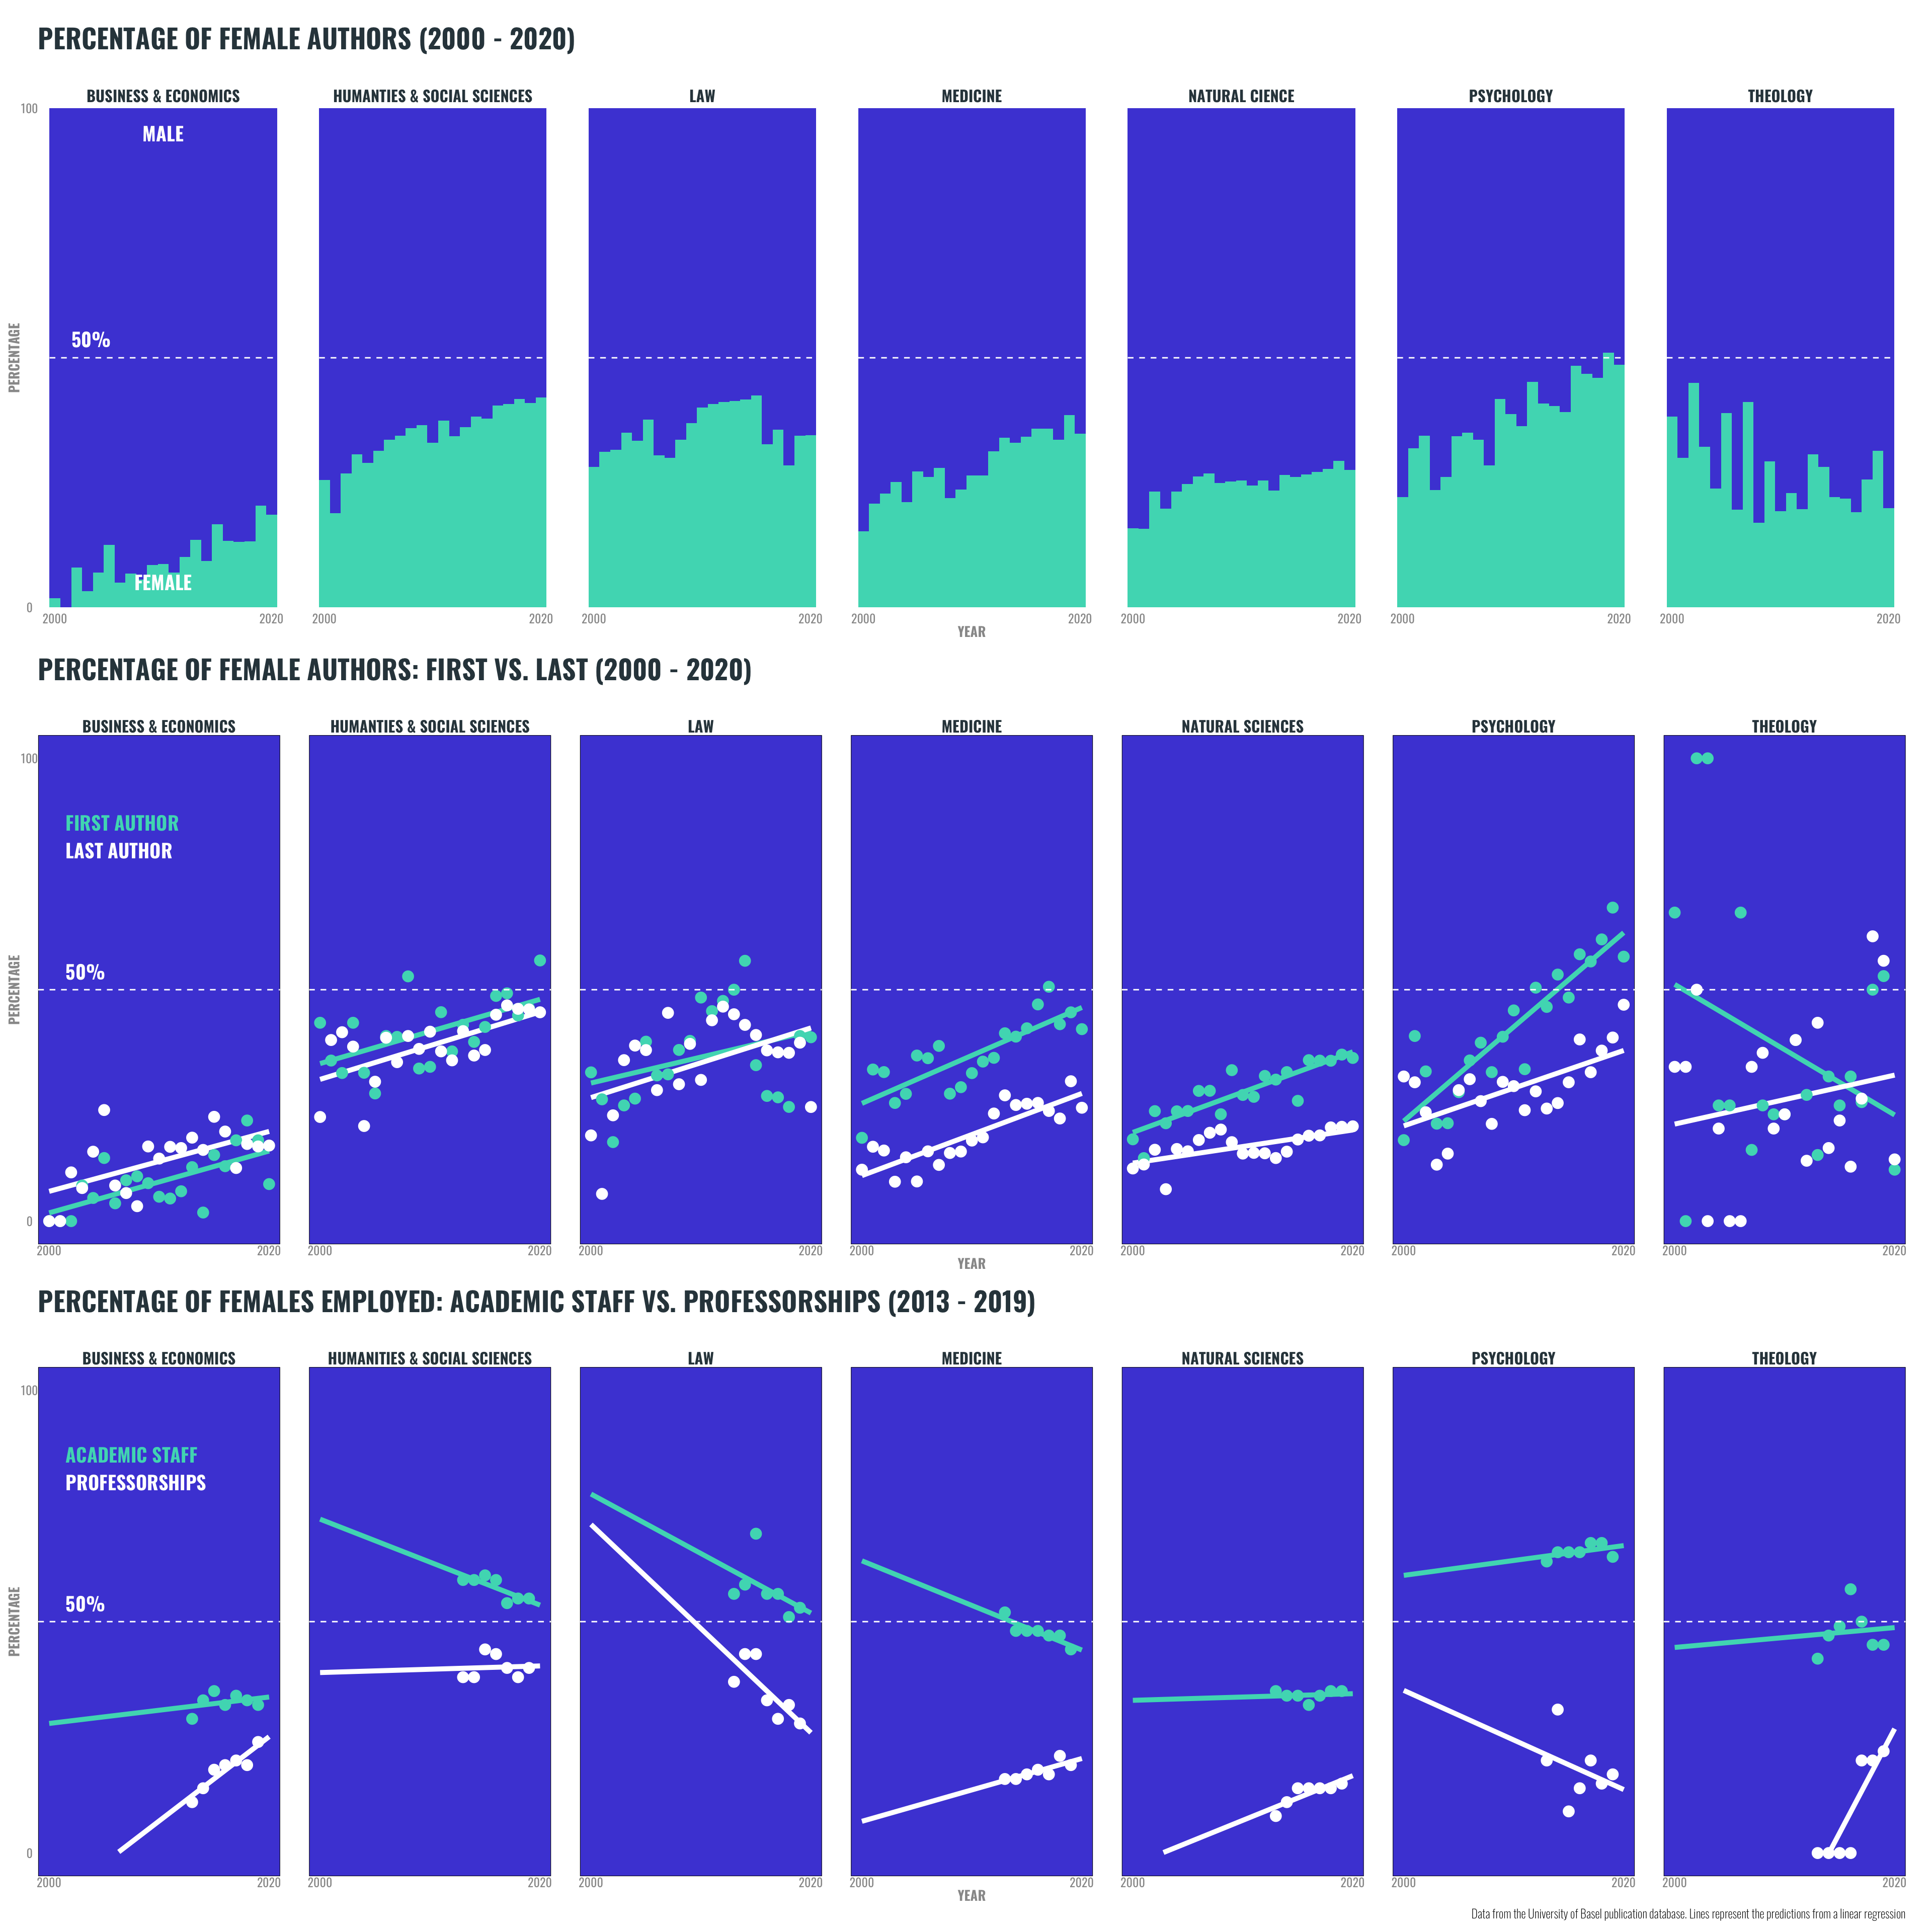 PERCENTAGE OF FEMALE AUTHORS (2000 - 2020)
BUSINESS & ECONOMICS HUMANTIES & SOCIAL SCIENCES LAW MEDICINE NATURAL CIENCE PSYCHOLOGY THEOLOGY
100
MALE
50%
PERCENTAGE
FEMALE
0
2000 2020 2000 2020 2000 2020 2000 2020 2000 2020 2000 2020 2000 2020
YEAR
PERCENTAGE OF FEMALE AUTHORS: FIRST VS. LAST (2000 - 2020)
BUSINESS & ECONOMICS HUMANTIES & SOCIAL SCIENCES LAW MEDICINE NATURAL SCIENCES PSYCHOLOGY THEOLOGY
100
FIRST AUTHOR
LAST AUTHOR
50%
PERCENTAGE
0
2000 2020 2000 2020 2000 2020 2000 2020 2000 2020 2000 2020 2000 2020
YEAR
PERCENTAGE OF FEMALES EMPLOYED: ACADEMIC STAFF VS. PROFESSORSHIPS (2013 - 2019)
BUSINESS & ECONOMICS HUMANITIES & SOCIAL SCIENCES LAW MEDICINE NATURAL SCIENCES PSYCHOLOGY THEOLOGY
100
ACADEMIC STAFF
PROFESSORSHIPS
50%
PERCENTAGE
0
2000 2020 2000 2020 2000 2020 2000 2020 2000 2020 2000 2020 2000 2020
YEAR
Data from the University of Basel publication database. Lines represent the predictions from a linear regression